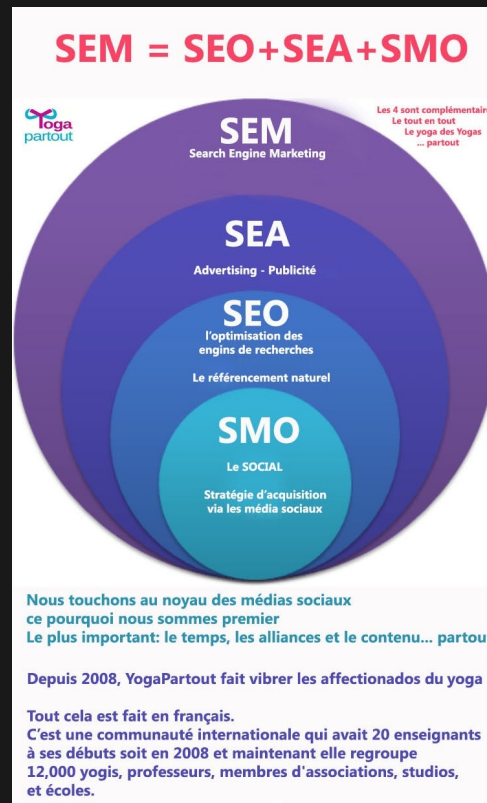 SEM = SEO+SEA+SMO
Yoga
partout
Les 4 sont complémentaire
Le tout en tout
Le yoga des Yogas
... partout
SEM
Search Engine Marketing
SEA
Advertising - Publicité
SEO
l'optimisation des
engins de recherches
Le référencement naturel
SMO
Le SOCIAL
Stratégie d'acquisition
via les média sociaux
Nous touchons au noyau des médias sociaux
ce pourquoi nous sommes premier
Le plus important: le temps, les alliances et le contenu... partou
Depuis 2008, YogaPartout fait vibrer les affectionados du yoga
Tout cela est fait en français.
C'est une communauté internationale qui avait 20 enseignants
à ses débuts soit en 2008 et maintenant elle regroupe
12,000 yogis, professeurs, membres d'associations, studios,
et écoles.